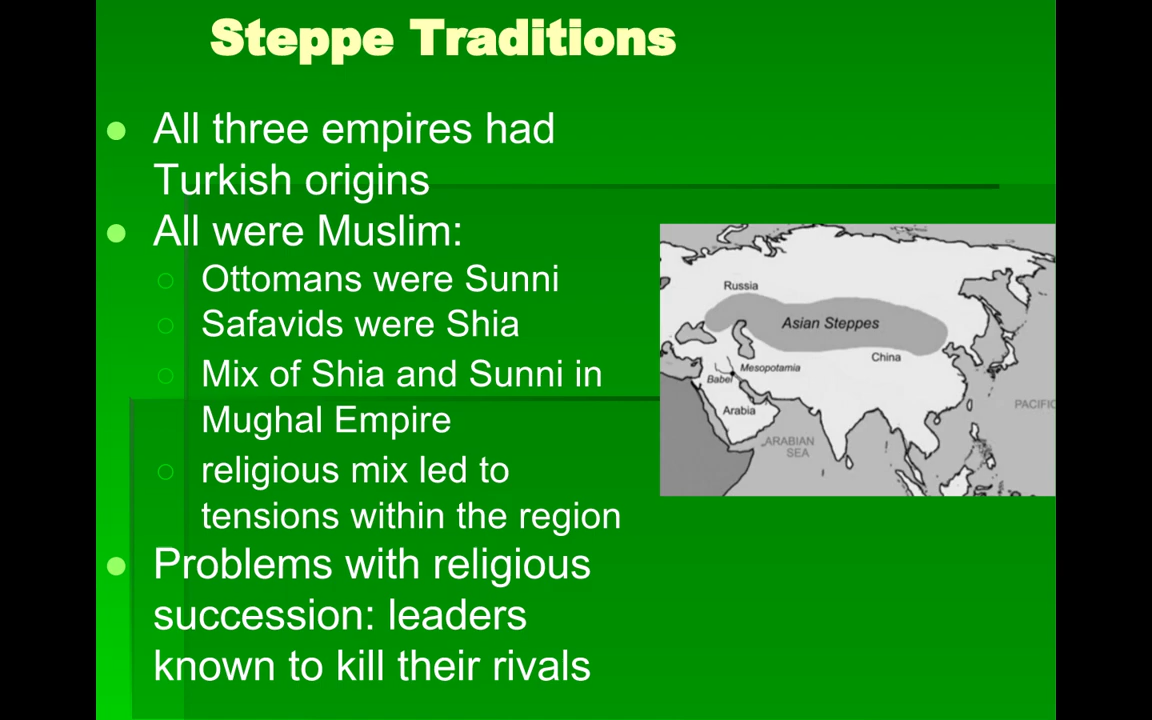 Steppe Traditions
● All three empires had
Turkish origins
● All were Muslim:
○ Ottomans were Sunni
○ Safavids were Shia
○ Mix of Shia and Sunni in
Mughal Empire
○ religious mix led to
tensions within the region
● Problems with religious
succession: leaders
known to kill their rivals
Russia
Asian Steppes
China
Mesopotamia
Babel
Arabia
PACIFIC
ARABIAN
SEA